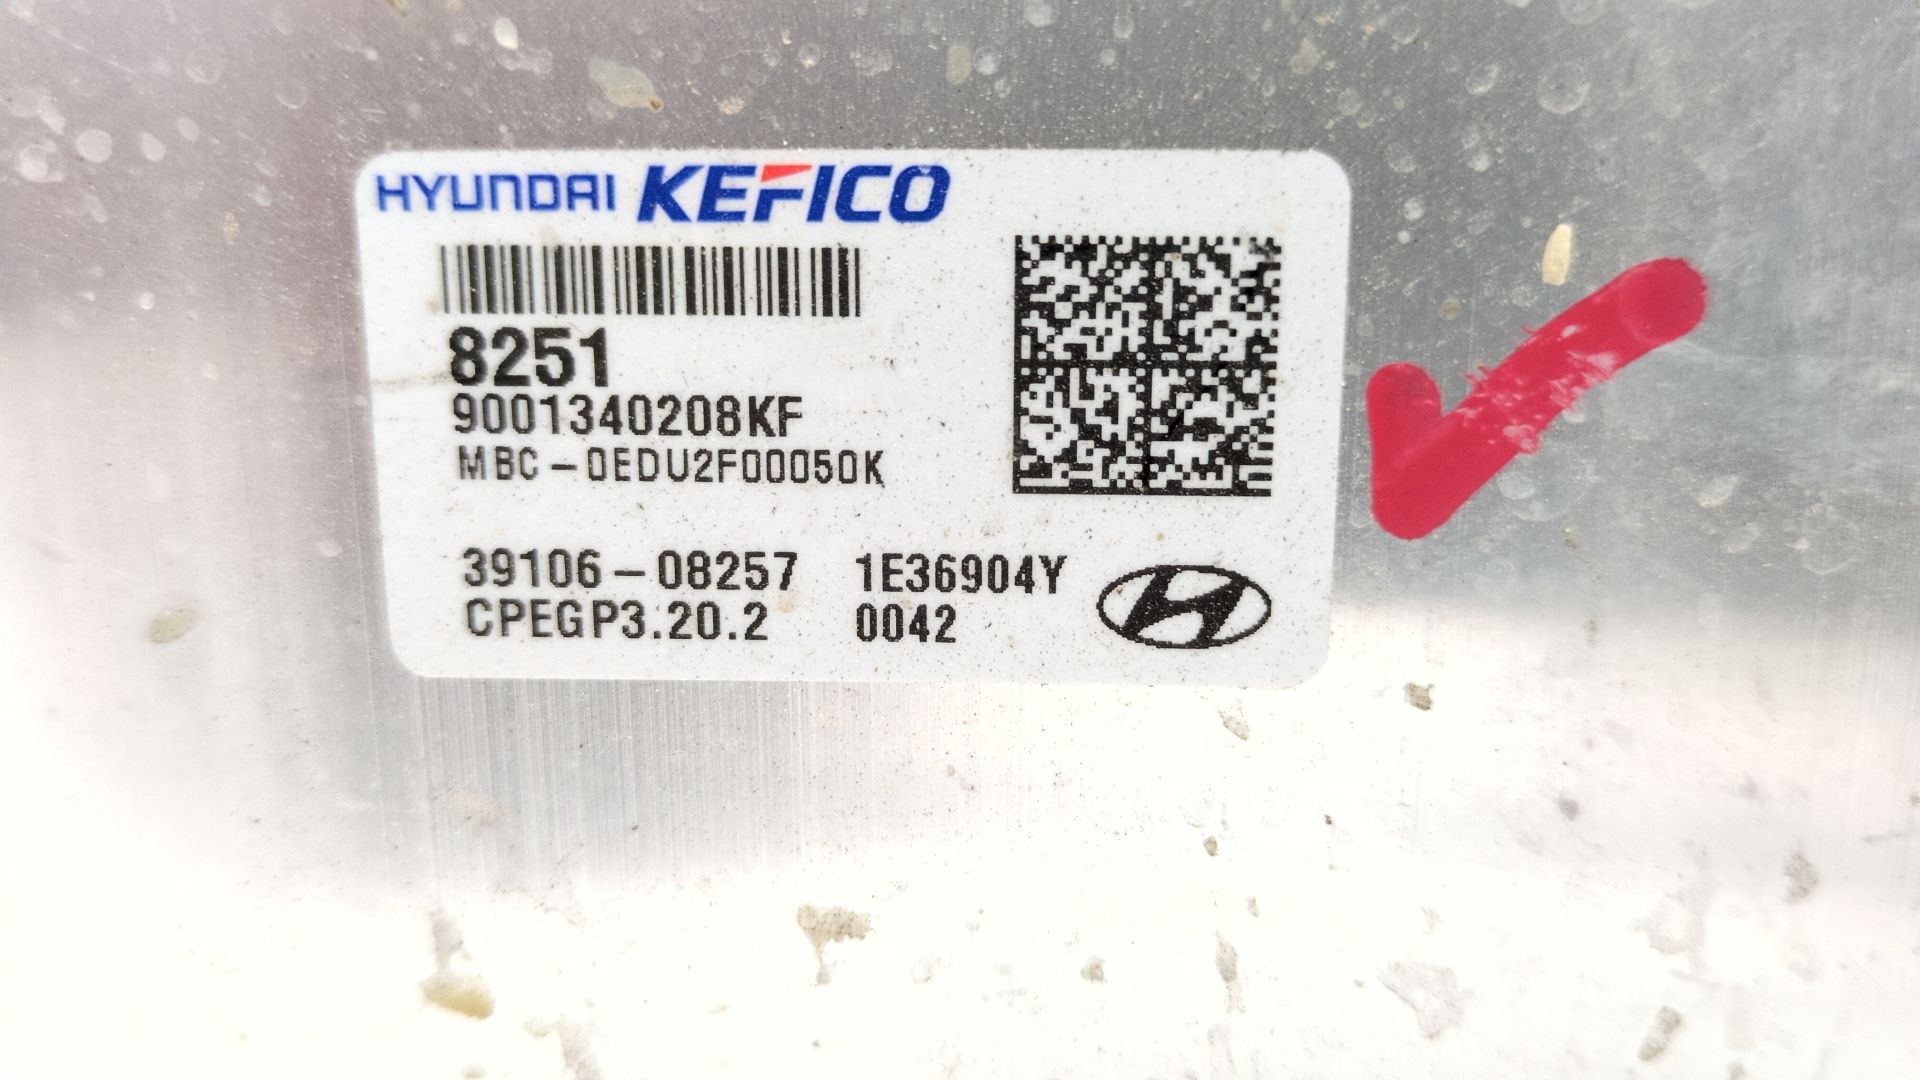 HYUNDAI KEFICO
8251
9001340208KF
MBC-0EDU2F00050K
39106-08257 1E36904Y
CPEGP3.20.2 0042